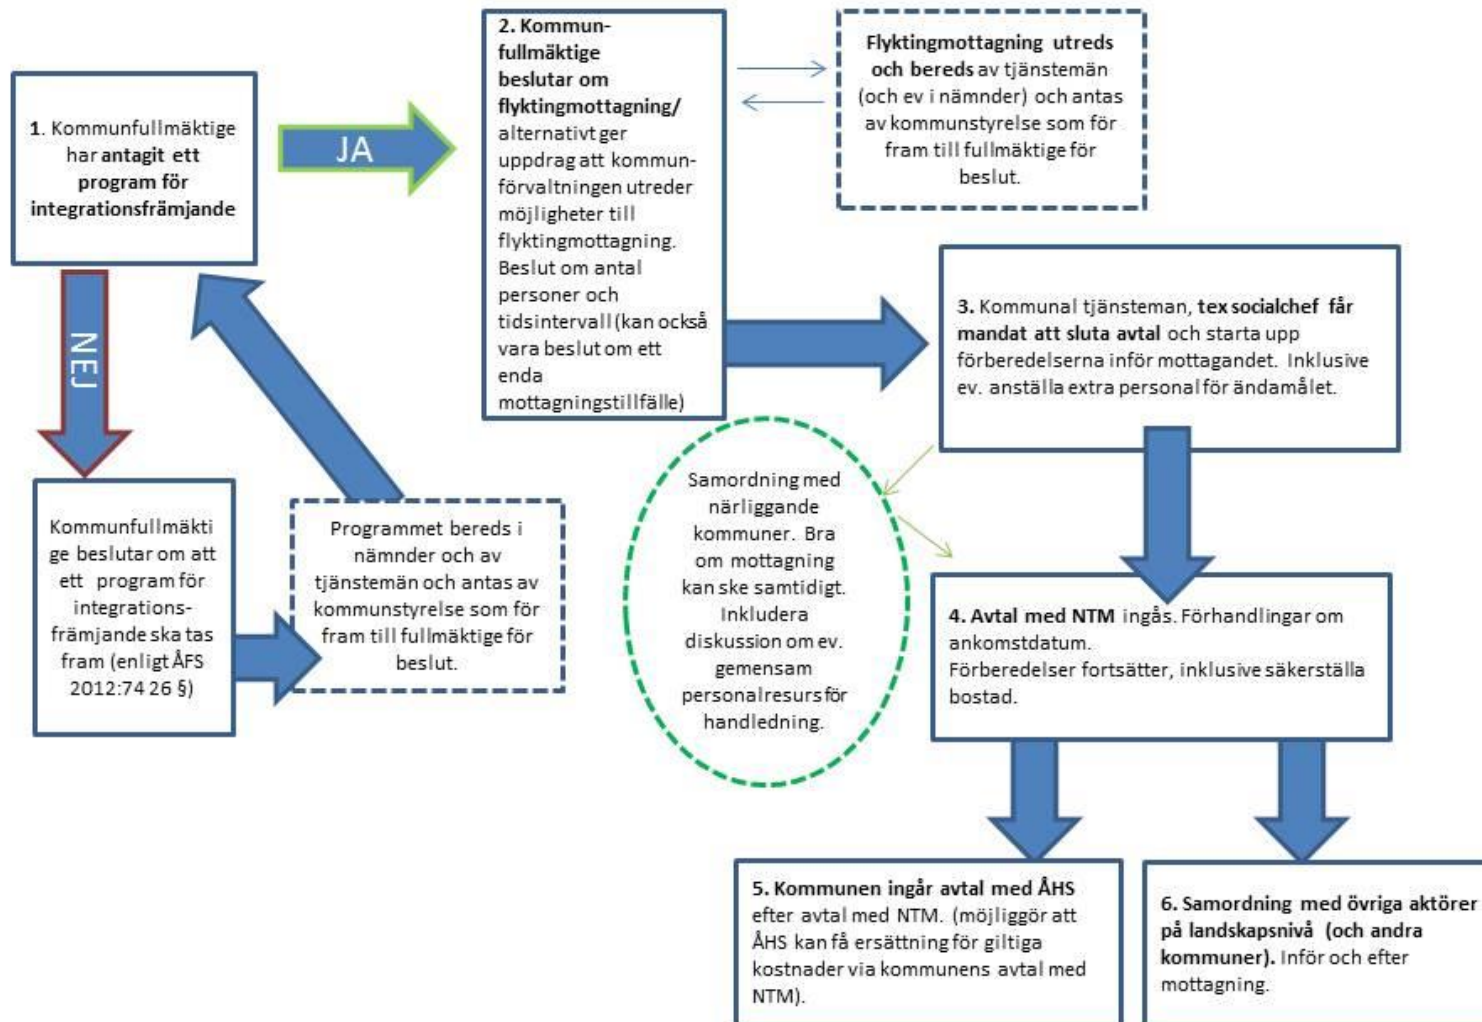 1. Kommunfullmäktige
har antagit ett
program för
integrationsfrämjande
JA
2. Kommun-
fullmäktige
beslutar om
flyktingmottagning/
alternativt ger
uppdrag att kommun-
förvaltningen utreder
möjligheter till
flyktingmottagning.
Beslut om antal
personer och
tidsintervall (kan också
vara beslut om ett
enda
mottagningstillfälle)
Flyktingmottagning utreds
och bereds av tjänstemän
(och ev i nämnder) och antas
av kommunstyrelse som för
fram till fullmäktige för
beslut.
NEJ
3. Kommunal tjänsteman, tex socialchef får
mandat att sluta avtal och starta upp
förberedelserna inför mottagandet. Inklusive
ev. anställa extra personal för ändamålet.
Kommunfullmäkti
ge beslutar om att
ett program för
integrations-
främjande ska tas
fram (enligt ÅFS
2012:74 26 §)
Programmet bereds i
nämnder och av
tjänstemän och antas av
kommunstyrelse som för
fram till fullmäktige för
beslut.
Samordning med
närliggande
kommuner. Bra
om mottagning
kan ske samtidigt.
Inkludera
diskussion om ev.
gemensam
personalresurs för
handledning.
4. Avtal med NTM ingås. Förhandlingar om
ankomstdatum.
Förberedelser fortsätter, inklusive säkerställa
bostad.
5. Kommunen ingår avtal med ÅHS
efter avtal med NTM. (möjliggör att
ÅHS kan få ersättning för giltiga
kostnader via kommunens avtal med
NTM).
6. Samordning med övriga aktörer
på landskapsnivå (och andra
kommuner). Inför och efter
mottagning.